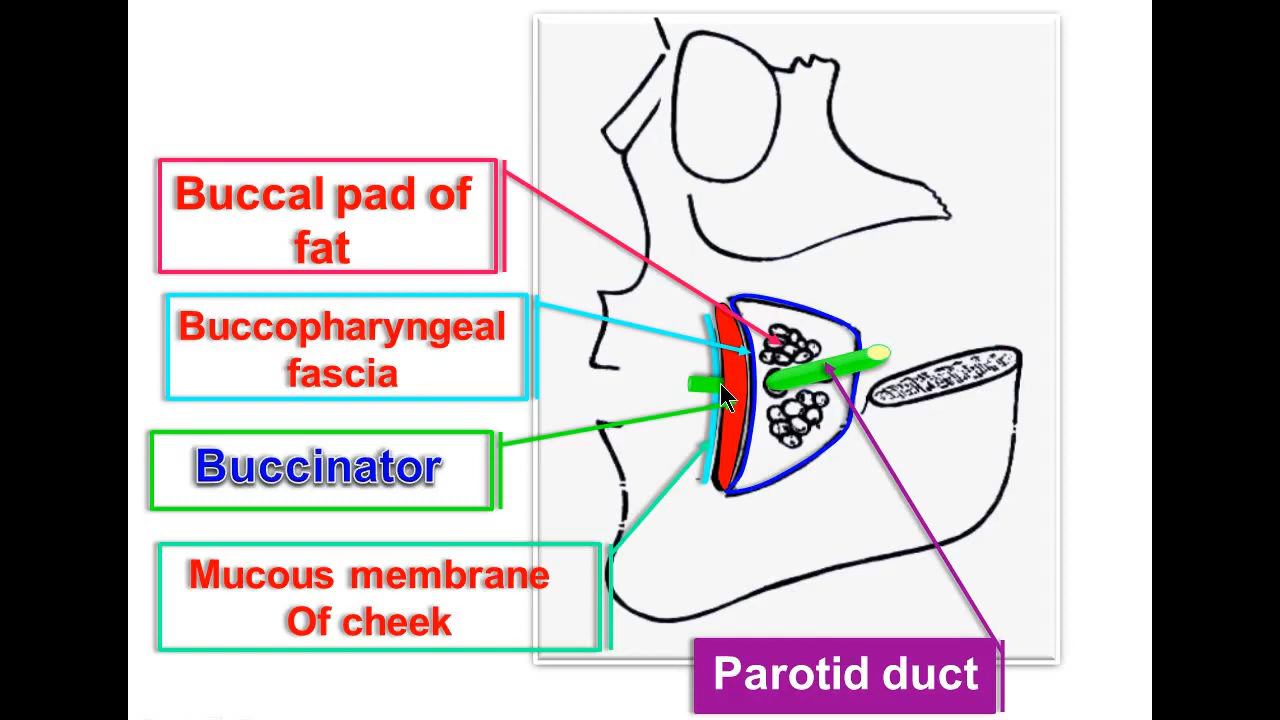 Buccal pad of
fat
Buccopharyngeal
fascia
Buccinator
Mucous membrane
Of cheek
Parotid duct